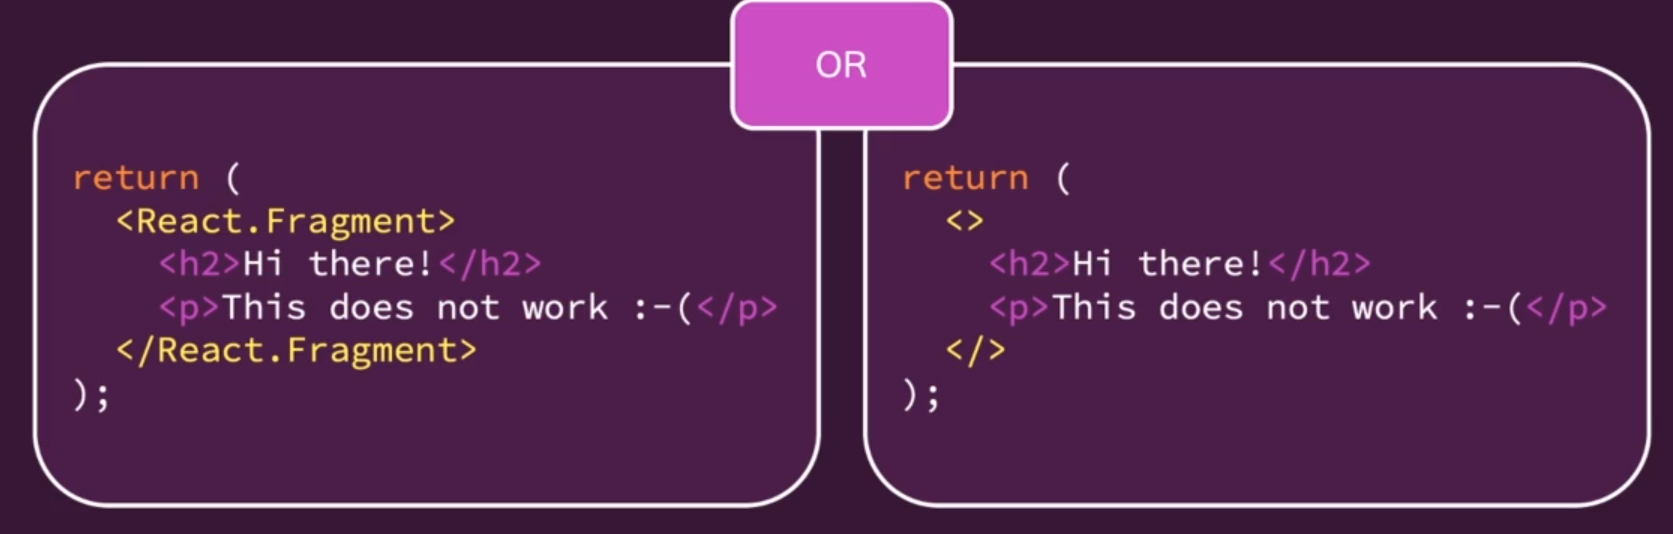 OR
return (
  <React.Fragment>
    <h2>Hi there!</h2>
    <p>This does not work :-(</p>
  </React.Fragment>
);
return (
  <>
    <h2>Hi there!</h2>
    <p>This does not work :-(</p>
  </>
);